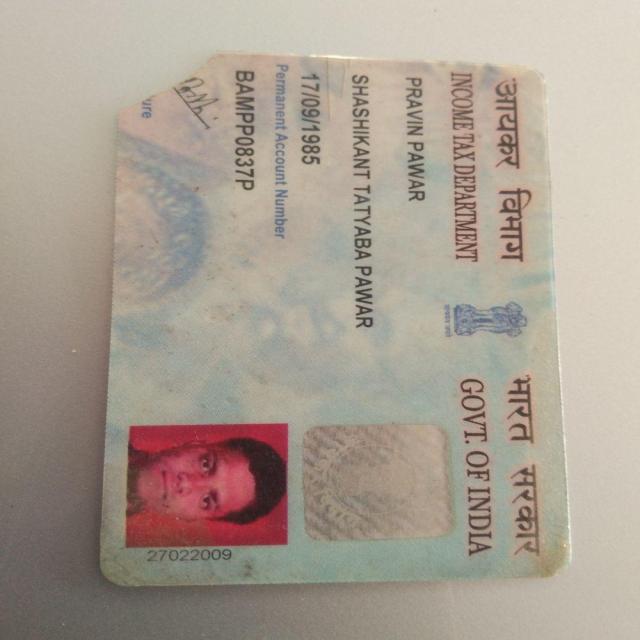 आयकर विभाग
भारत सरकार
INCOME TAX DEPARTMENT
GOVT. OF INDIA
PRAVIN PAWAR
SHASHIKANT TATYABA PAWAR
17/09/1985
Permanent Account Number
BAMPP0837P
ure
27022009